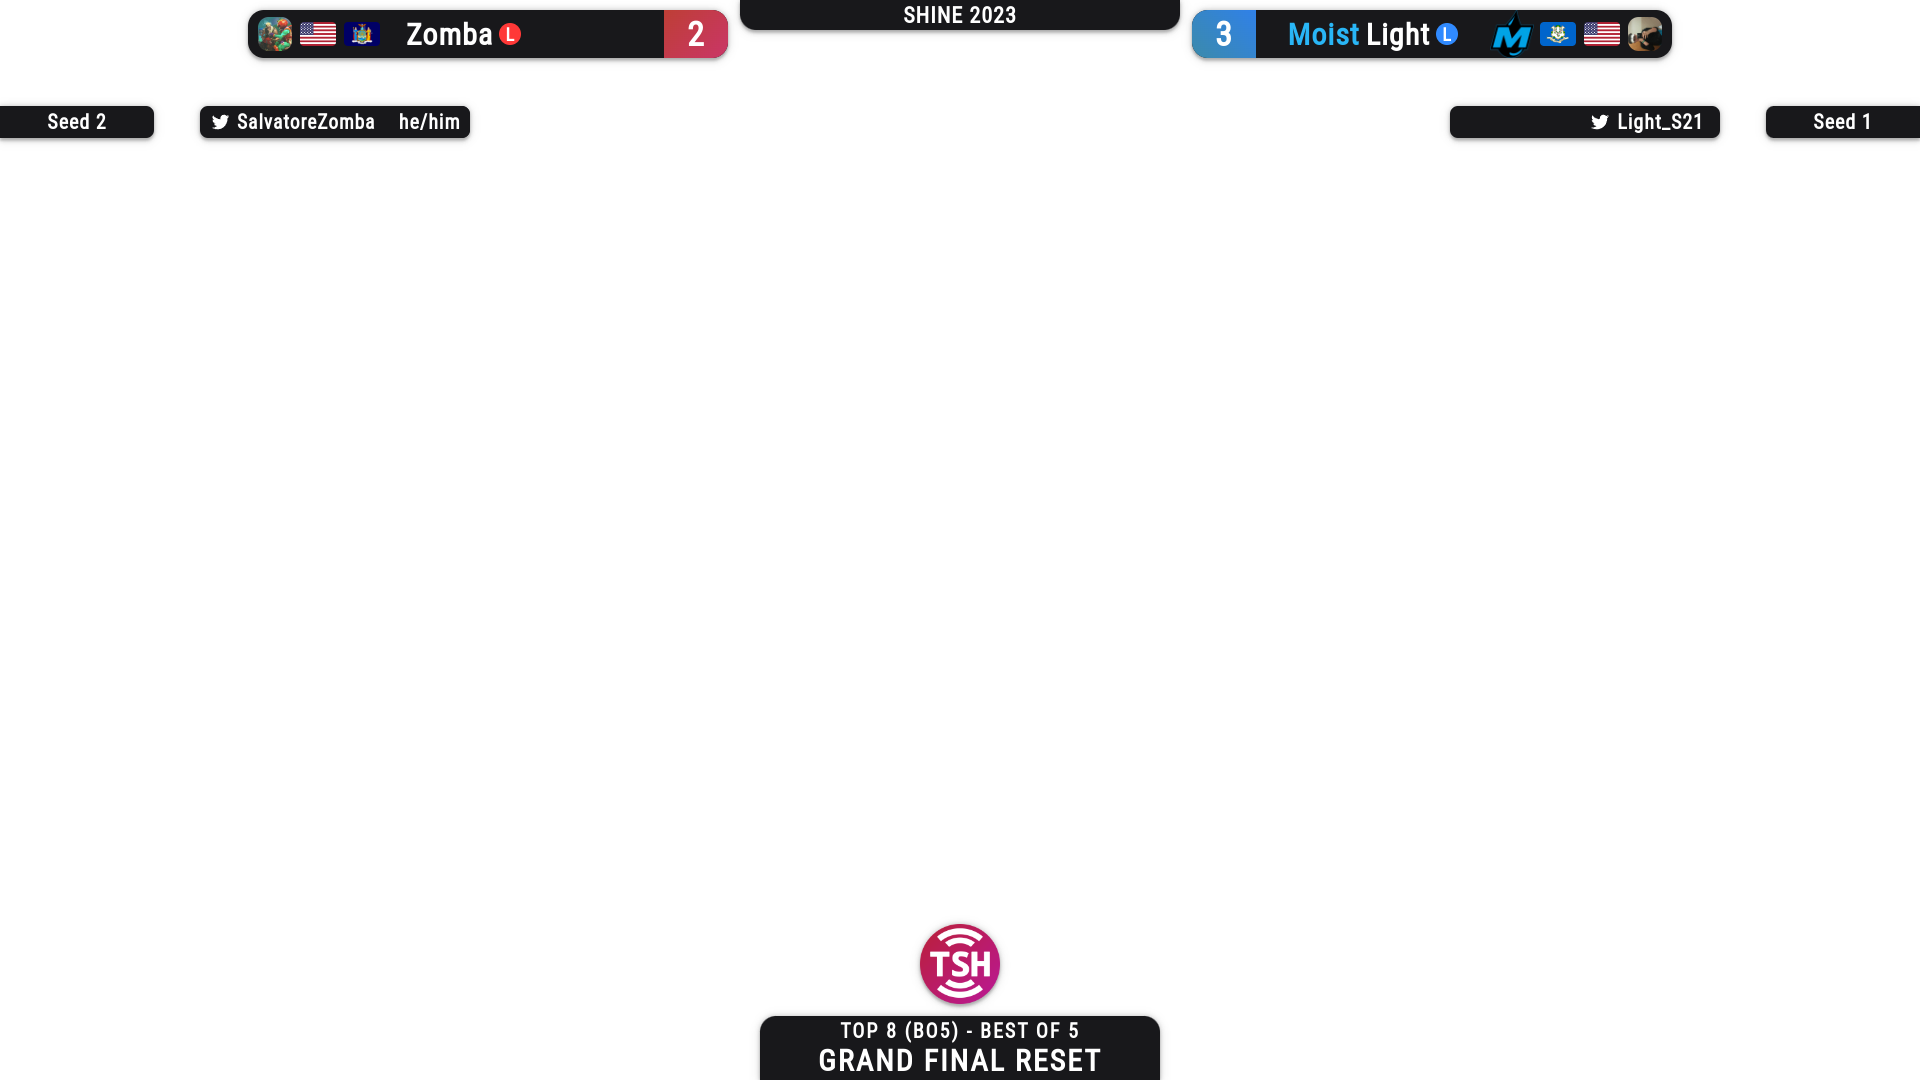 SHINE 2023
Zomba L 2
3 Moist Light L M
Seed 2
SalvatoreZomba he/him
Light_S21
Seed 1
TSH
TOP 8 (BO5) - BEST OF 5
GRAND FINAL RESET